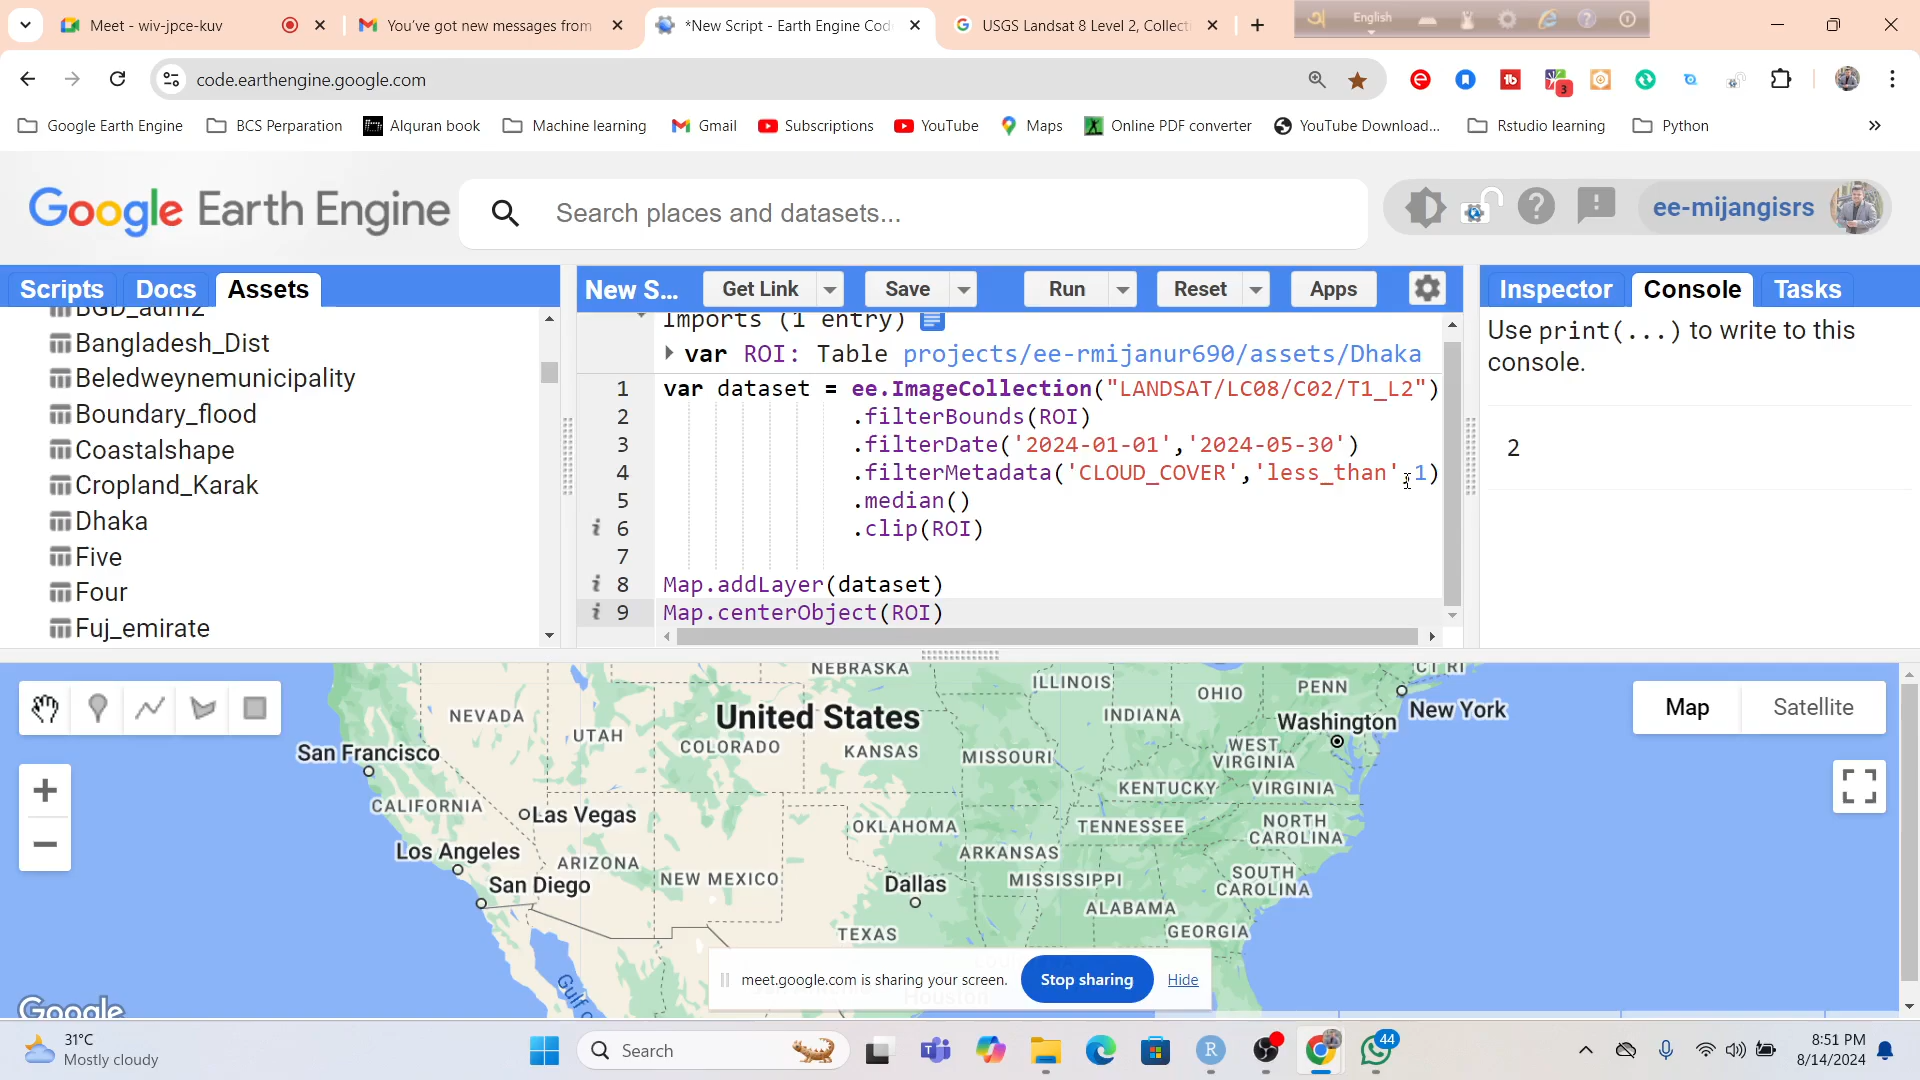 Meet - wiv-jpce-kuv
You've got new messages from
*New Script - Earth Engine Cod
USGS Landsat 8 Level 2, Collecti
English
code.earthengine.google.com
3
Google Earth Engine
BCS Perparation
Alquran book
Machine learning
Gmail
Subscriptions
YouTube
Maps
Online PDF converter
YouTube Download...
Rstudio learning
Python
Google Earth Engine
Search places and datasets...
ee-mijangisrs
Scripts
Docs
Assets
New S...
Get Link
Save
Run
Reset
Apps
Inspector
Console
Tasks
BGD_adm2
Bangladesh_Dist
Beledweynemunicipality
Boundary_flood
Coastalshape
Cropland_Karak
Dhaka
Five
Four
Fuj_emirate
Imports (1 entry)
var ROI: Table projects/ee-rmijanur690/assets/Dhaka
1 var dataset = ee.ImageCollection("LANDSAT/LC08/C02/T1_L2")
2 .filterBounds(ROI)
3 .filterDate('2024-01-01','2024-05-30')
4 .filterMetadata('CLOUD_COVER','less_than',1)
5 .median()
6 .clip(ROI)
7
8 Map.addLayer(dataset)
9 Map.centerObject(ROI)
Use print(...) to write to this
console.
2
Map
Satellite
NEBRASKA
ILLINOIS
OHIO
PENN
CT RI
New York
NEVADA
United States
INDIANA
Washington
UTAH
COLORADO
KANSAS
MISSOURI
WEST
VIRGINIA
San Francisco
KENTUCKY
VIRGINIA
CALIFORNIA
Las Vegas
OKLAHOMA
TENNESSEE
NORTH
CAROLINA
Los Angeles
ARIZONA
NEW MEXICO
ARKANSAS
MISSISSIPPI
SOUTH
CAROLINA
San Diego
Dallas
ALABAMA
TEXAS
GEORGIA
Gulf of
Houston
Google
meet.google.com is sharing your screen.
Stop sharing
Hide
31°C
Mostly cloudy
Search
44
8:51 PM
8/14/2024